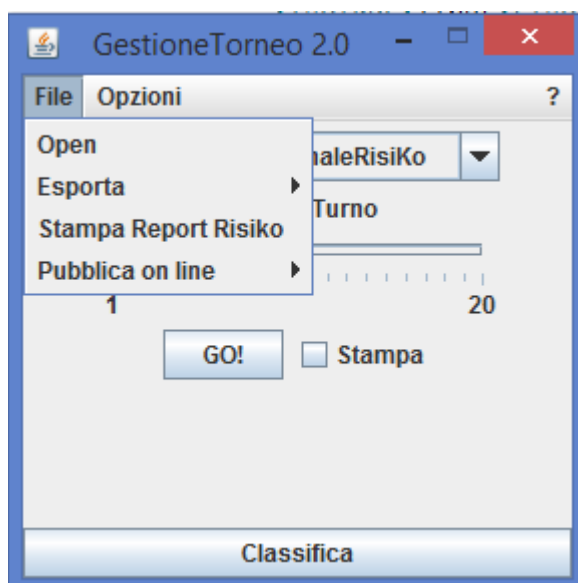 GestioneTorneo 2.0
File Opzioni ?
Open
naleRisiKo
Esporta
Turno
Stampa Report Risiko
Pubblica on line
1 20
GO! Stampa
Classifica